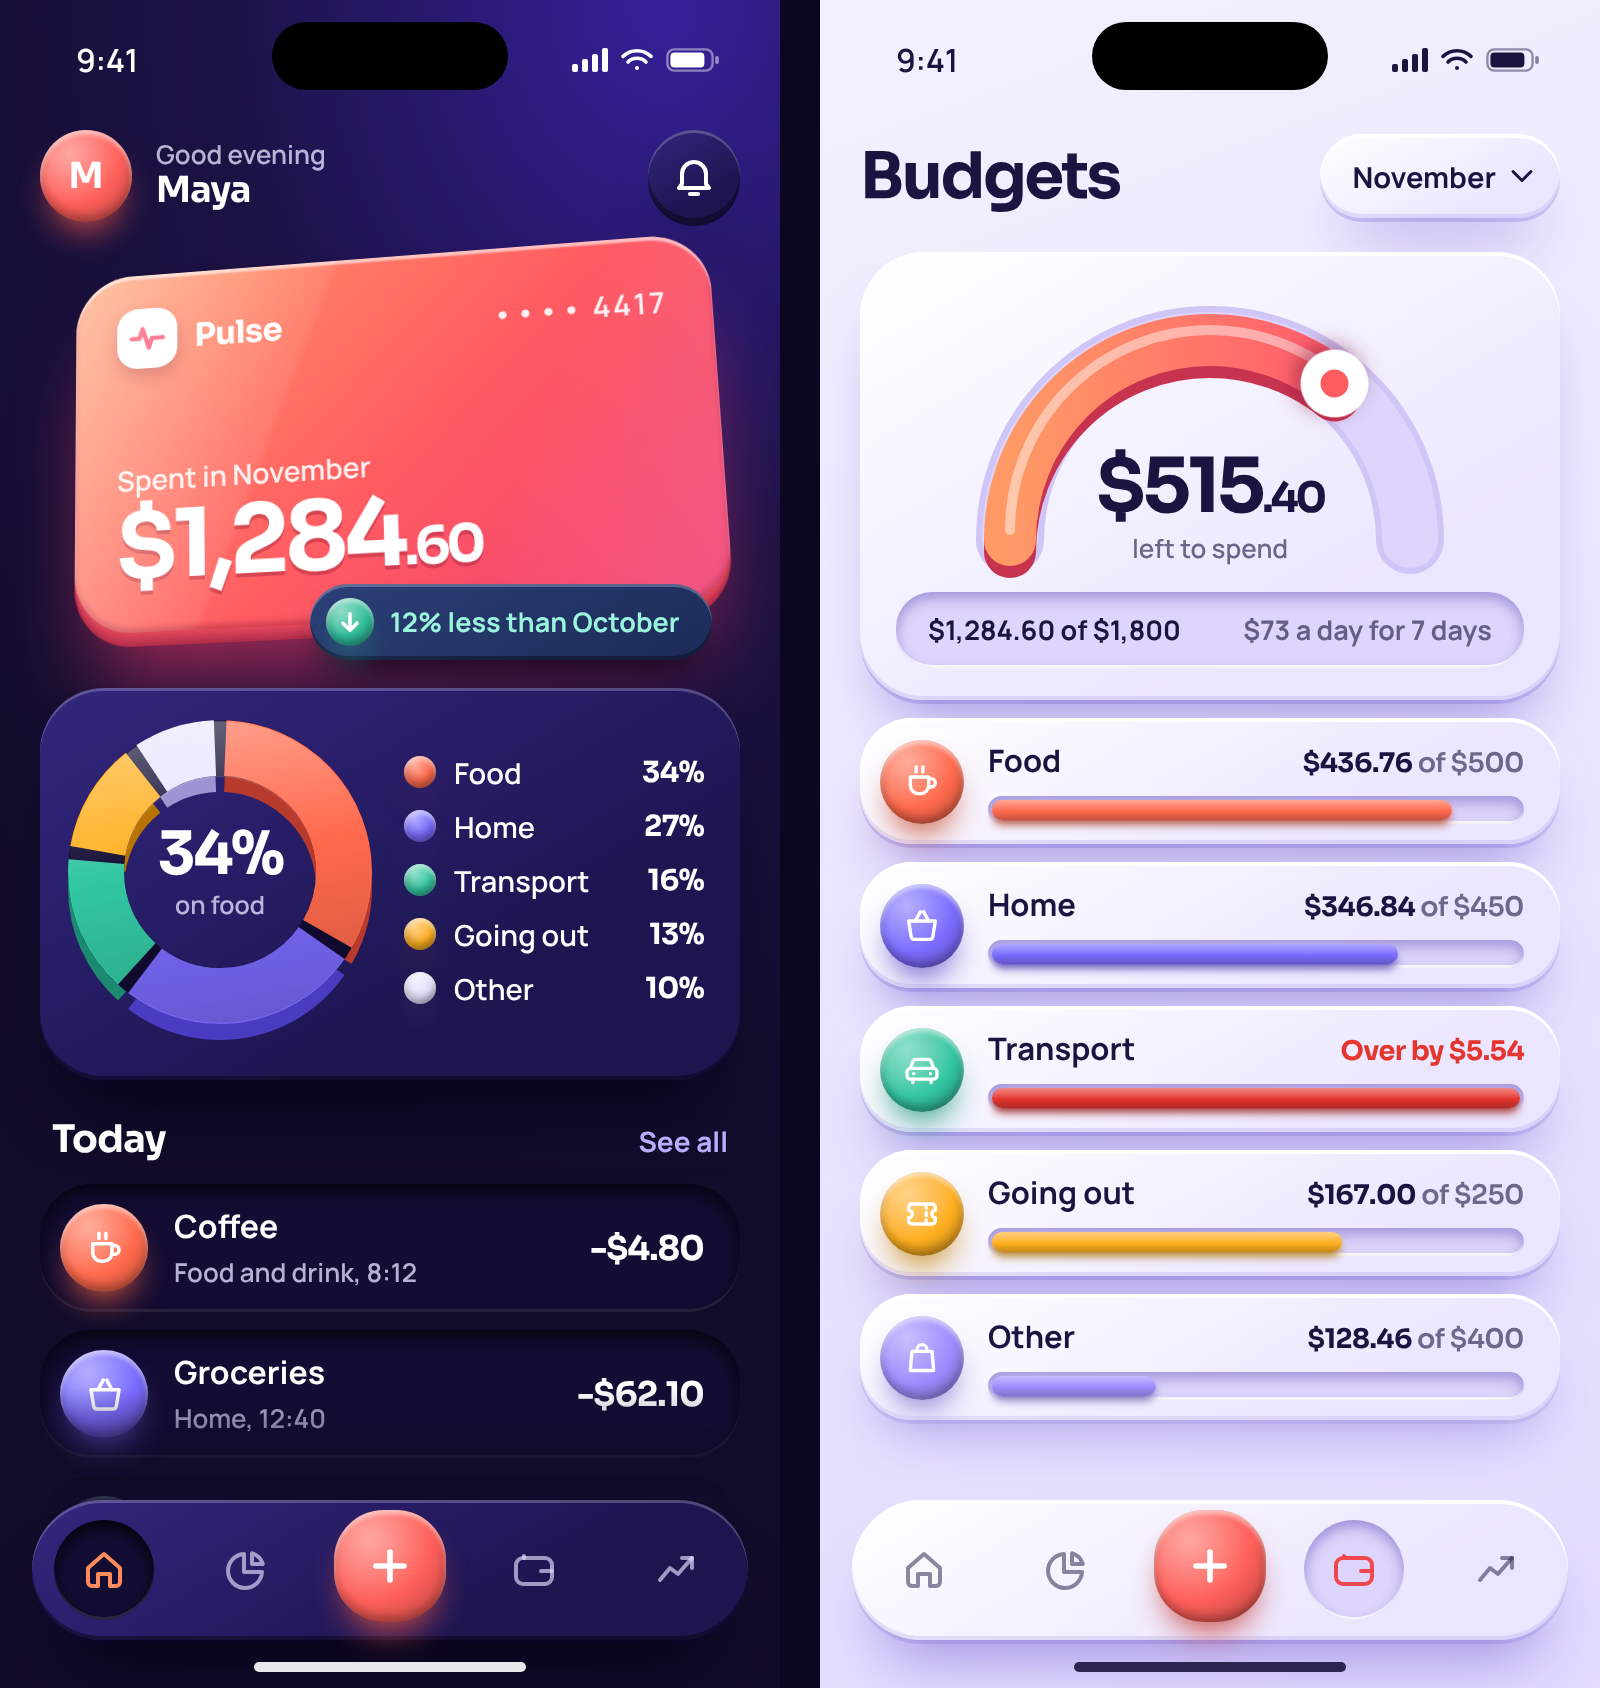 9:41
M
Good evening
Maya
Pulse
•••• 4417
Spent in November
$1,284.60
12% less than October
34%
on food
Food 34%
Home 27%
Transport 16%
Going out 13%
Other 10%
Today
See all
Coffee
Food and drink, 8:12
-$4.80
Groceries
Home, 12:40
-$62.10
9:41
Budgets
November
$515.40
left to spend
$1,284.60 of $1,800
$73 a day for 7 days
Food
$436.76 of $500
Home
$346.84 of $450
Transport
Over by $5.54
Going out
$167.00 of $250
Other
$128.46 of $400